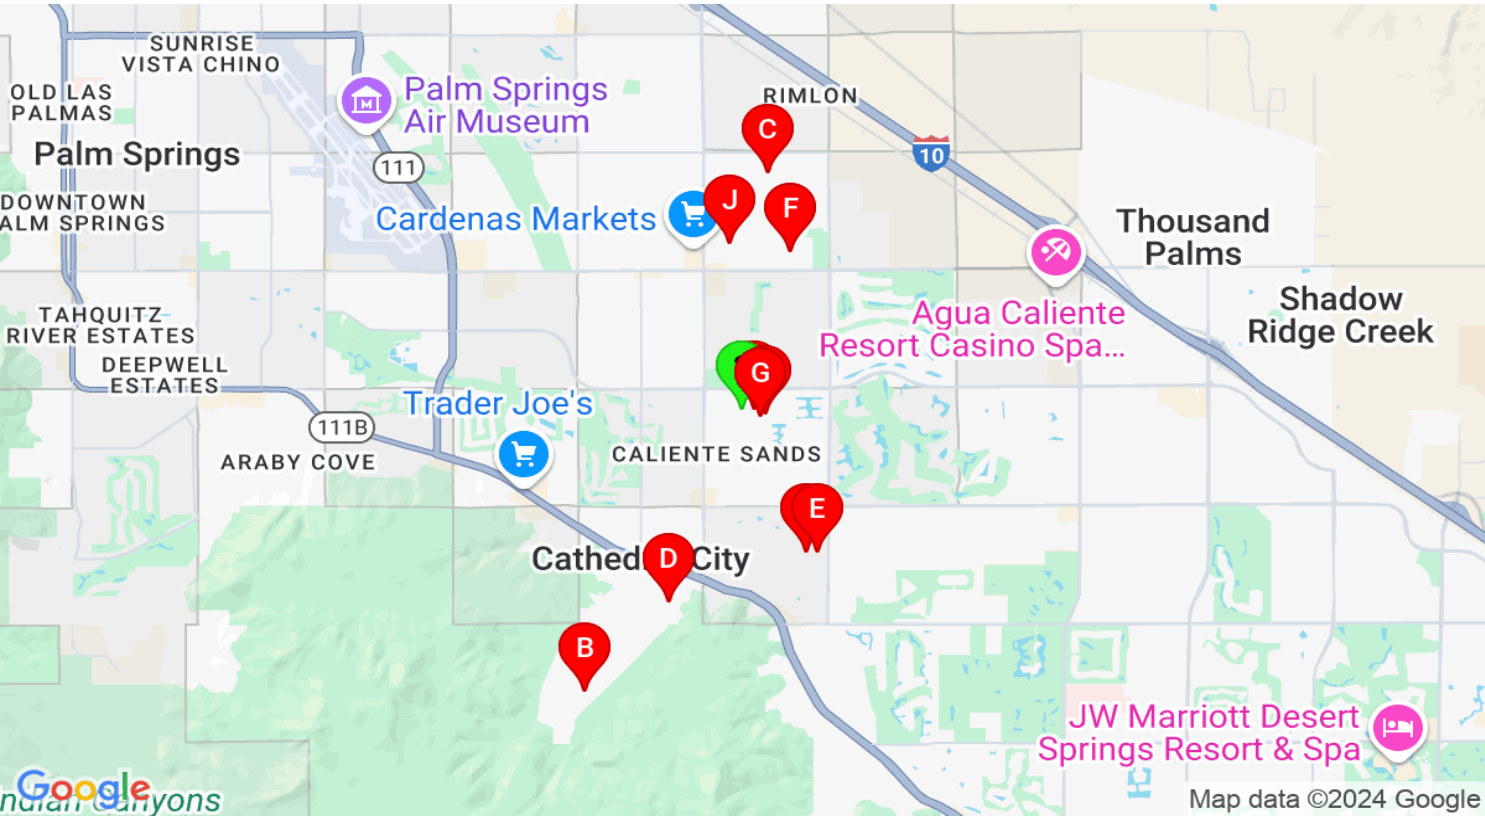 SUNRISE
VISTA CHINO
OLD LAS
PALMAS
Palm Springs
Air Museum
RIMLON
C
Palm Springs
111
10
DOWNTOWN
ALM SPRINGS
Cardenas Markets
J
F
Thousand
Palms
TAHQUITZ
RIVER ESTATES
Agua Caliente
Resort Casino Spa...
Shadow
Ridge Creek
DEEPWELL
ESTATES
G
Trader Joe's
111B
ARABY COVE
CALIENTE SANDS
E
Cathed
D
City
B
JW Marriott Desert
Springs Resort & Spa
Google
ndian Canyons
Map data ©2024 Google